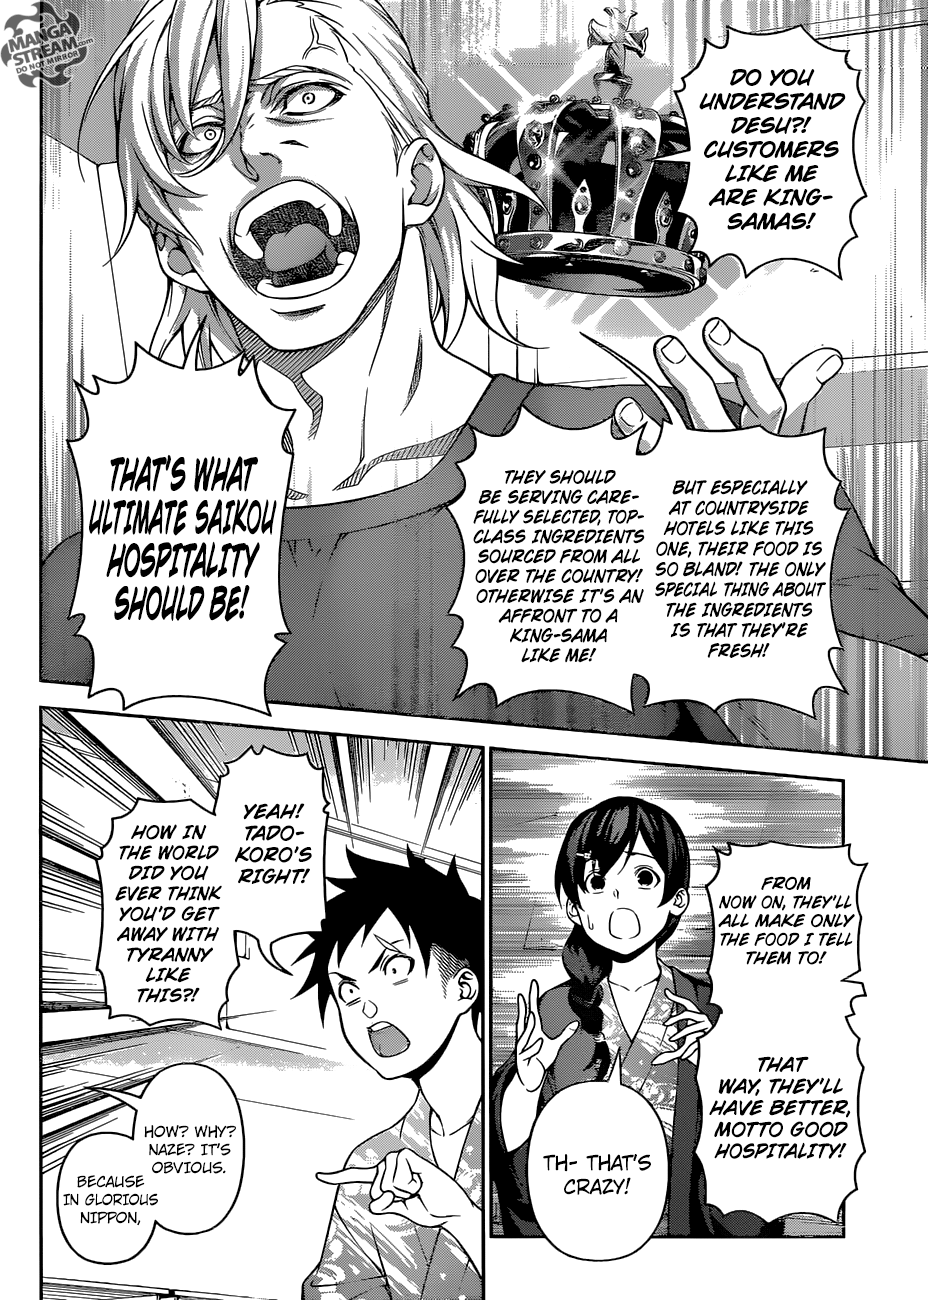 MANGA
STREAM.com
DO NOT MIRROR.
DO YOU
UNDERSTAND
DESU?!
CUSTOMERS
LIKE ME
ARE KING-
SAMAS!
BUT ESPECIALLY
AT COUNTRYSIDE
HOTELS LIKE THIS
ONE, THEIR FOOD IS
SO BLAND! THE ONLY
SPECIAL THING ABOUT
THE INGREDIENTS
IS THAT THEY'RE
FRESH!
THEY SHOULD
BE SERVING CARE-
FULLY SELECTED, TOP-
CLASS INGREDIENTS
SOURCED FROM ALL
OVER THE COUNTRY!
OTHERWISE IT'S AN
AFFRONT TO A
KING-SAMA
LIKE ME!
THAT'S WHAT
ULTIMATE SAIKOU
HOSPITALITY
SHOULD BE!
FROM
NOW ON, THEY'LL
ALL MAKE ONLY
THE FOOD I TELL
THEM TO!
THAT
WAY, THEY'LL
HAVE BETTER,
MOTTO GOOD
HOSPITALITY!
TH- THAT'S
CRAZY!
YEAH!
TADO-
KORO'S
RIGHT!
HOW IN
THE WORLD
DID YOU
EVER THINK
YOU'D GET
AWAY WITH
TYRANNY
LIKE
THIS?!
HOW? WHY?
NAZE? IT'S
OBVIOUS.
BECAUSE
IN GLORIOUS
NIPPON,